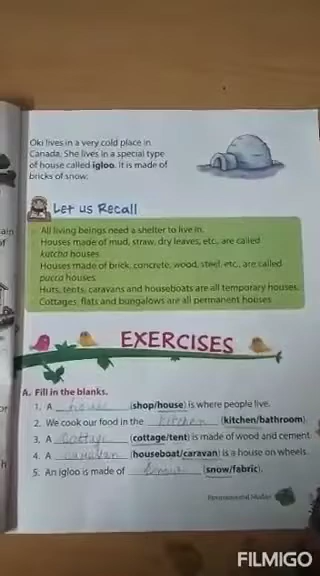 Oki lives in a very cold place in
Canada. She lives in a special type
of house called igloo. It is made of
bricks of snow.
Let us Recall
All living beings need a shelter to live in.
Houses made of mud, straw, dry leaves, etc., are called
kutcha houses.
Houses made of brick, concrete, wood, steel, etc., are called
pucca houses.
Huts, tents, caravans and houseboats are all temporary houses.
Cottages, flats and bungalows are all permanent houses.
EXERCISES
A. Fill in the blanks.
1. A house (shop/house) is where people live.
2. We cook our food in the kitchen (kitchen/bathroom).
3. A cottage (cottage/tent) is made of wood and cement.
4. A caravan (houseboat/caravan) is a house on wheels.
5. An igloo is made of snow (snow/fabric).
Environmental Studies
FILMIGO